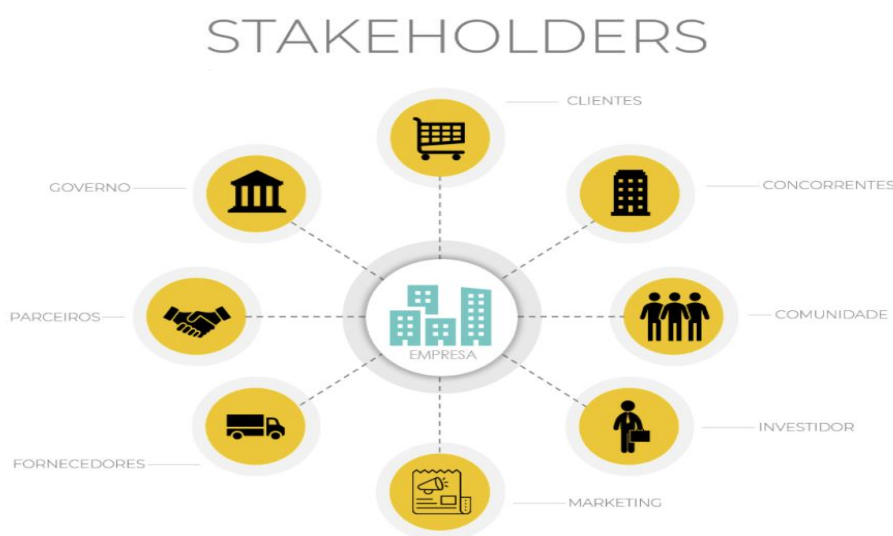 STAKEHOLDERS
CLIENTES
GOVERNO
CONCORRENTES
PARCEIROS
COMUNIDADE
EMPRESA
INVESTIDOR
FORNECEDORES
MARKETING